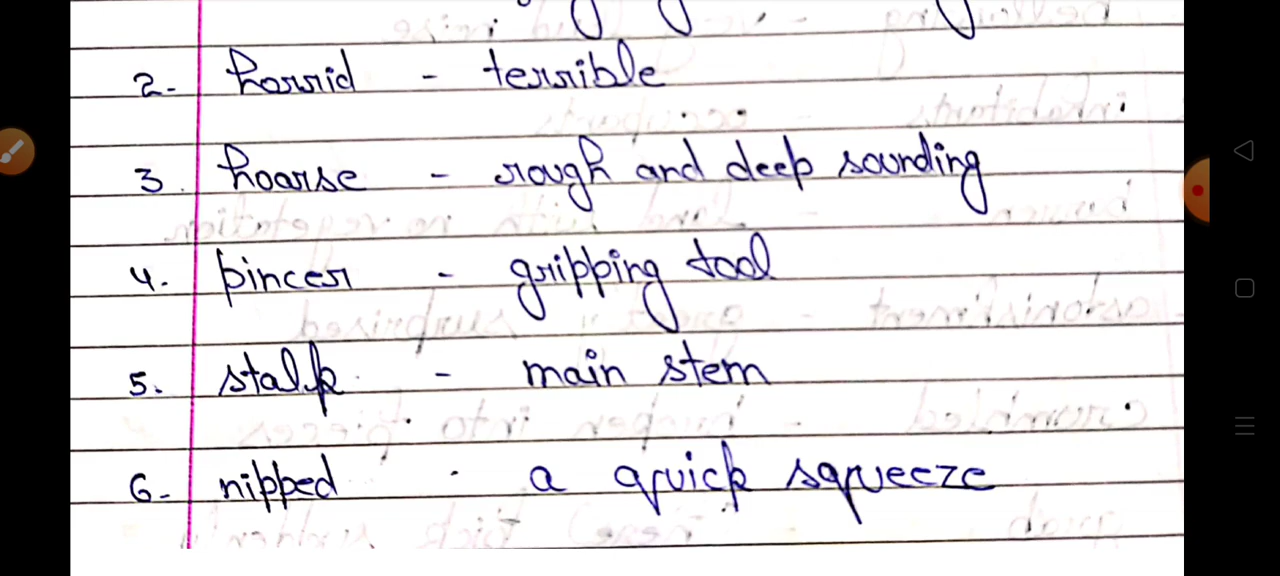 2- horrid - terrible
3. hoarse - rough and deep sounding
4. pincer - gripping tool
5. stalk - main stem
6- nipped - a quick squeeze